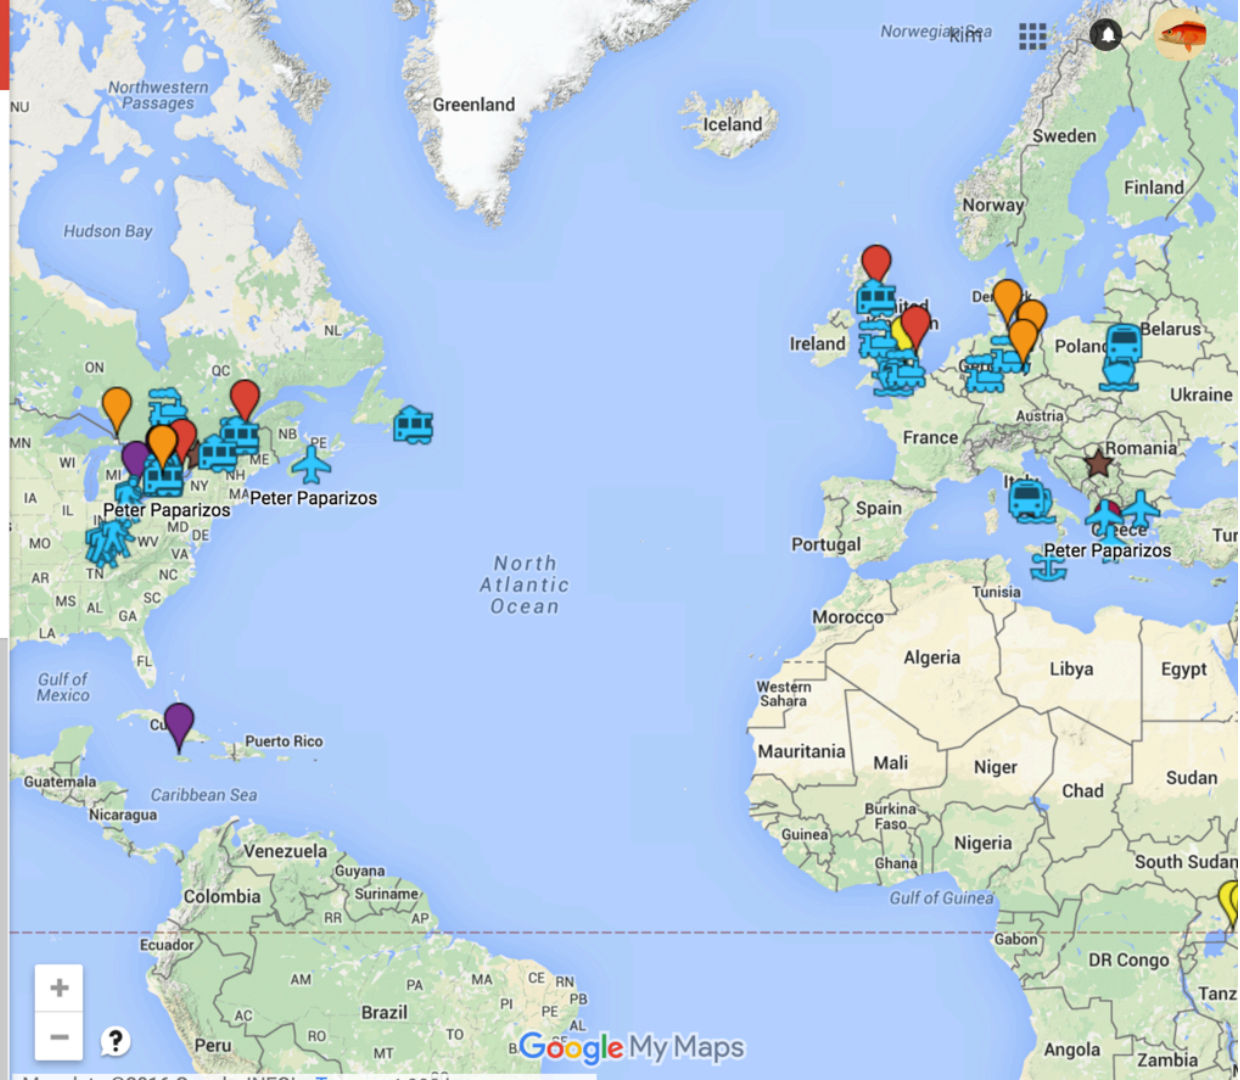 Norwegian Sea
kim
Northwestern
Passages
NU
Greenland
Iceland
Sweden
Finland
Norway
Hudson Bay
NL
Ireland
Belarus
Poland
ON
QC
Ukraine
Austria
NB
PE
MN
WI
MI
ME
NH
France
Romania
NY
MA
Peter Paparizos
Peter Paparizos
IA
IL
Italy
Spain
Greece
MD
DE
MO
WV
VA
Portugal
Peter Paparizos
North
Atlantic
Ocean
AR
TN
NC
Tunisia
MS
AL
SC
GA
Morocco
LA
FL
Algeria
Libya
Egypt
Gulf of
Mexico
Western
Sahara
Puerto Rico
Mauritania
Mali
Niger
Sudan
Guatemala
Chad
Caribbean Sea
Nicaragua
Burkina
Faso
Guinea
Nigeria
Venezuela
Guyana
Ghana
South Sudan
Colombia
Suriname
Gulf of Guinea
RR
AP
Ecuador
Gabon
DR Congo
AM
PA
MA
CE
RN
PB
PI
PE
AL
AC
Brazil
Tanz
RO
TO
Peru
MT
Google My Maps
Angola
Zambia